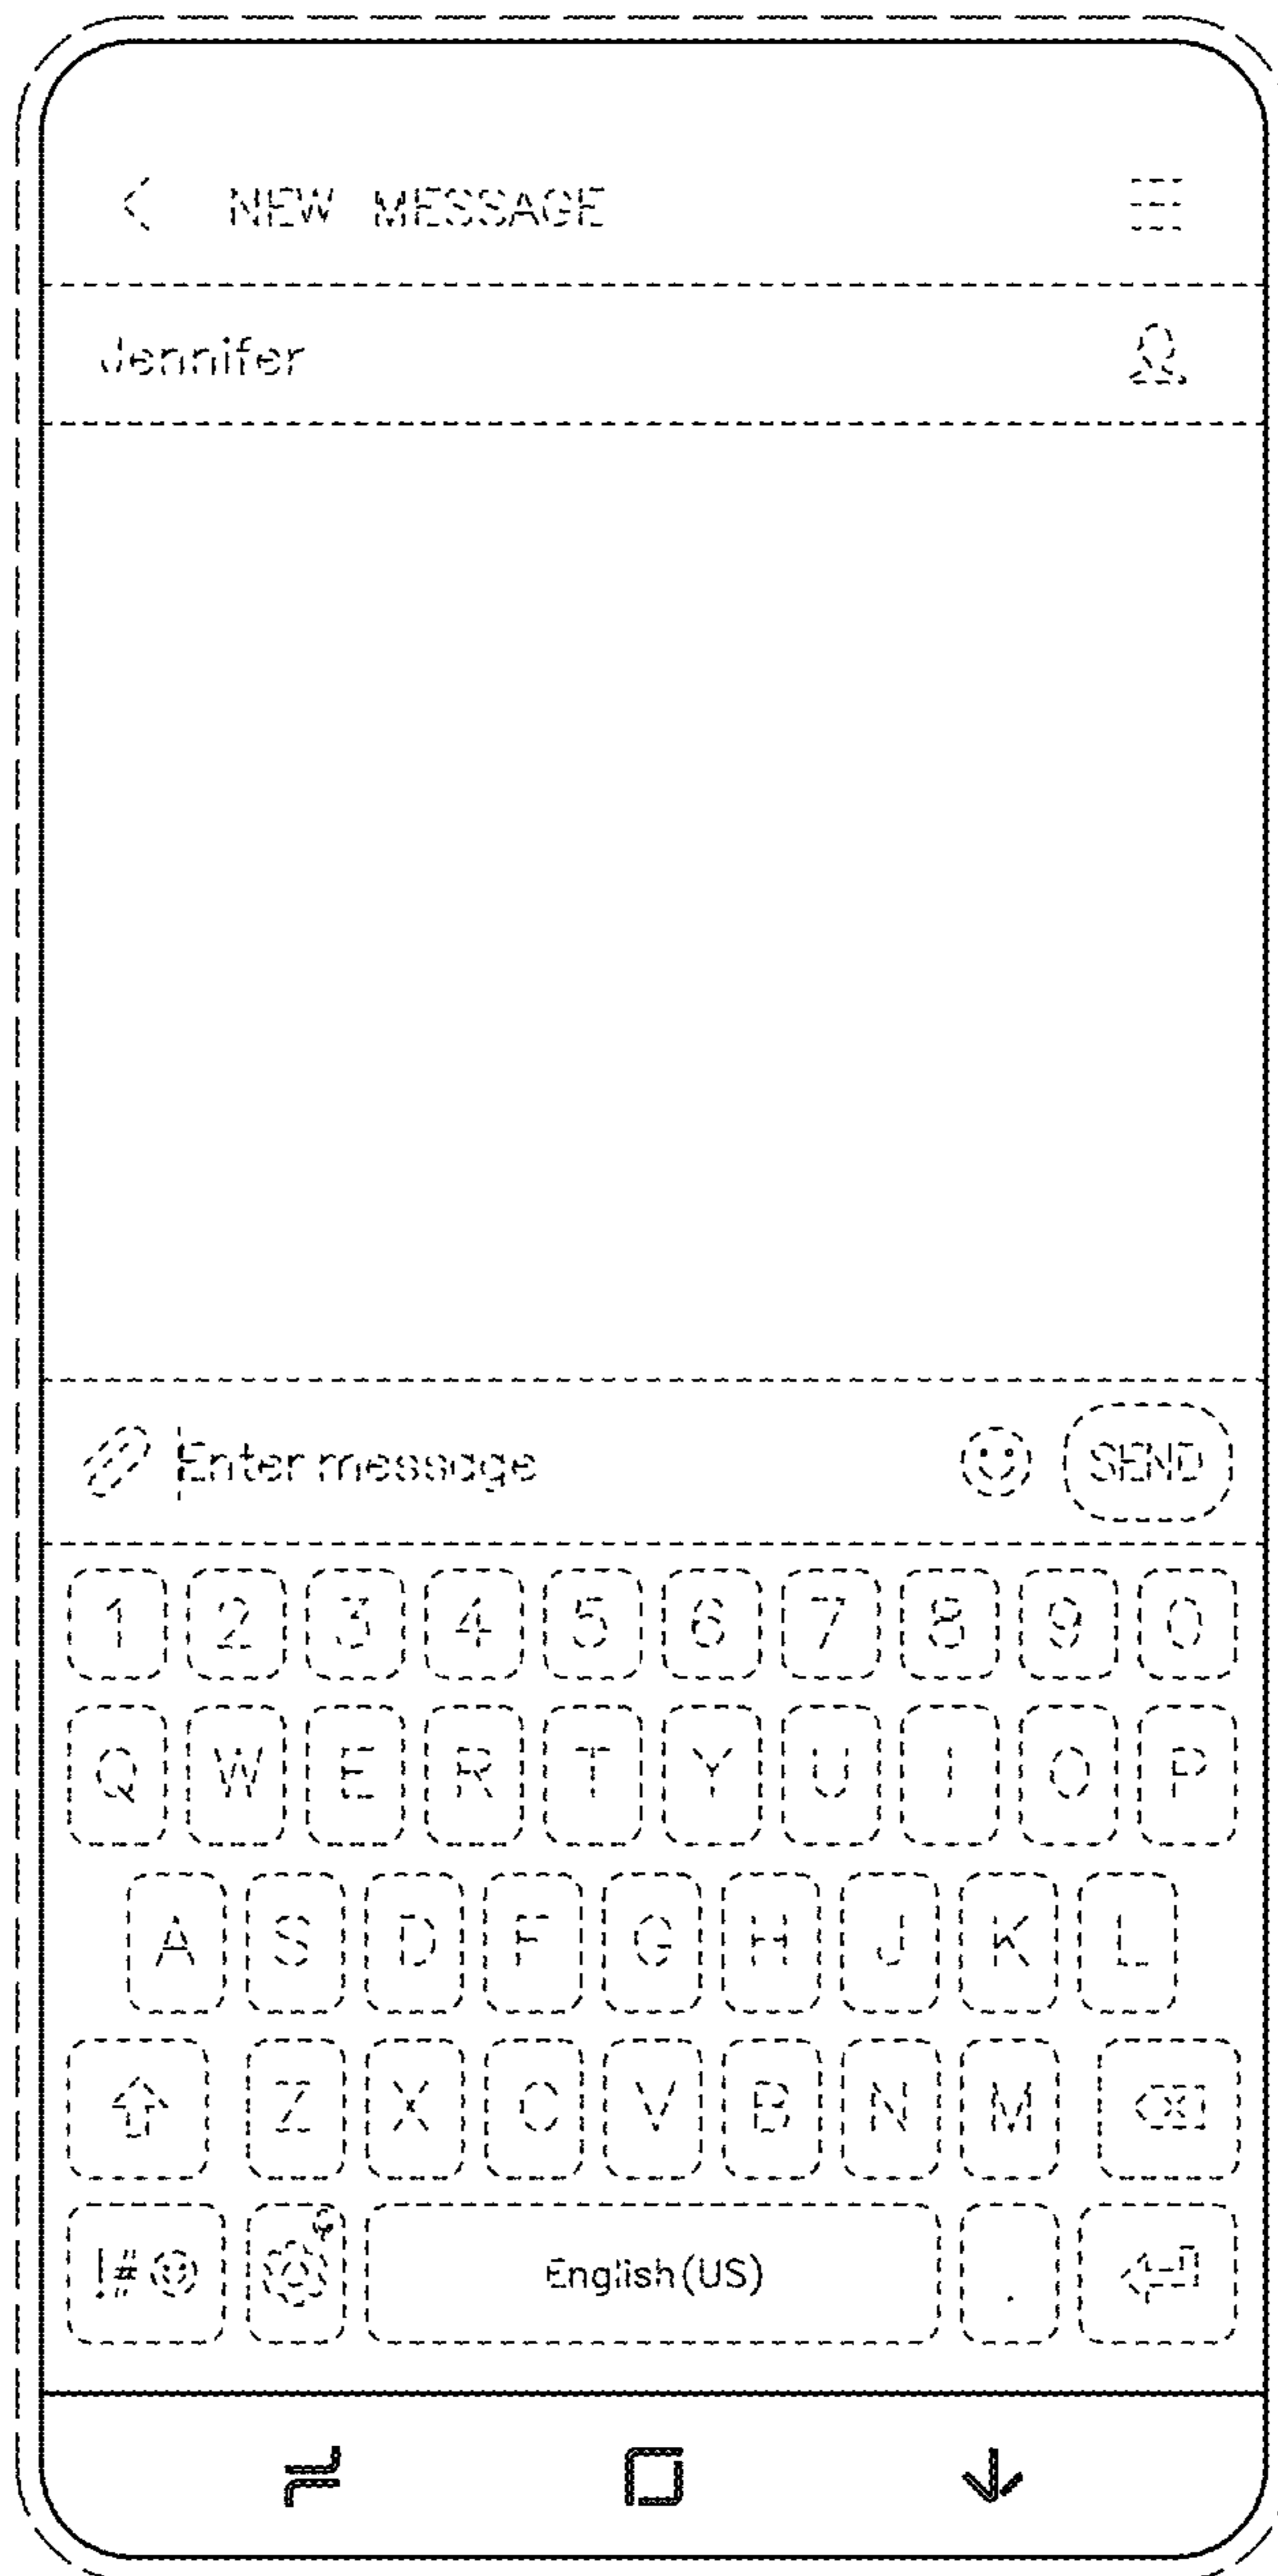 NEW MESSAGE
Jennifer
Enter message SEND
1 2 3 4 5 6 7 8 9 0
Q W E R T Y U I O P
A S D F G H J K L
Z X C V B N M
!#☺ English(US) .